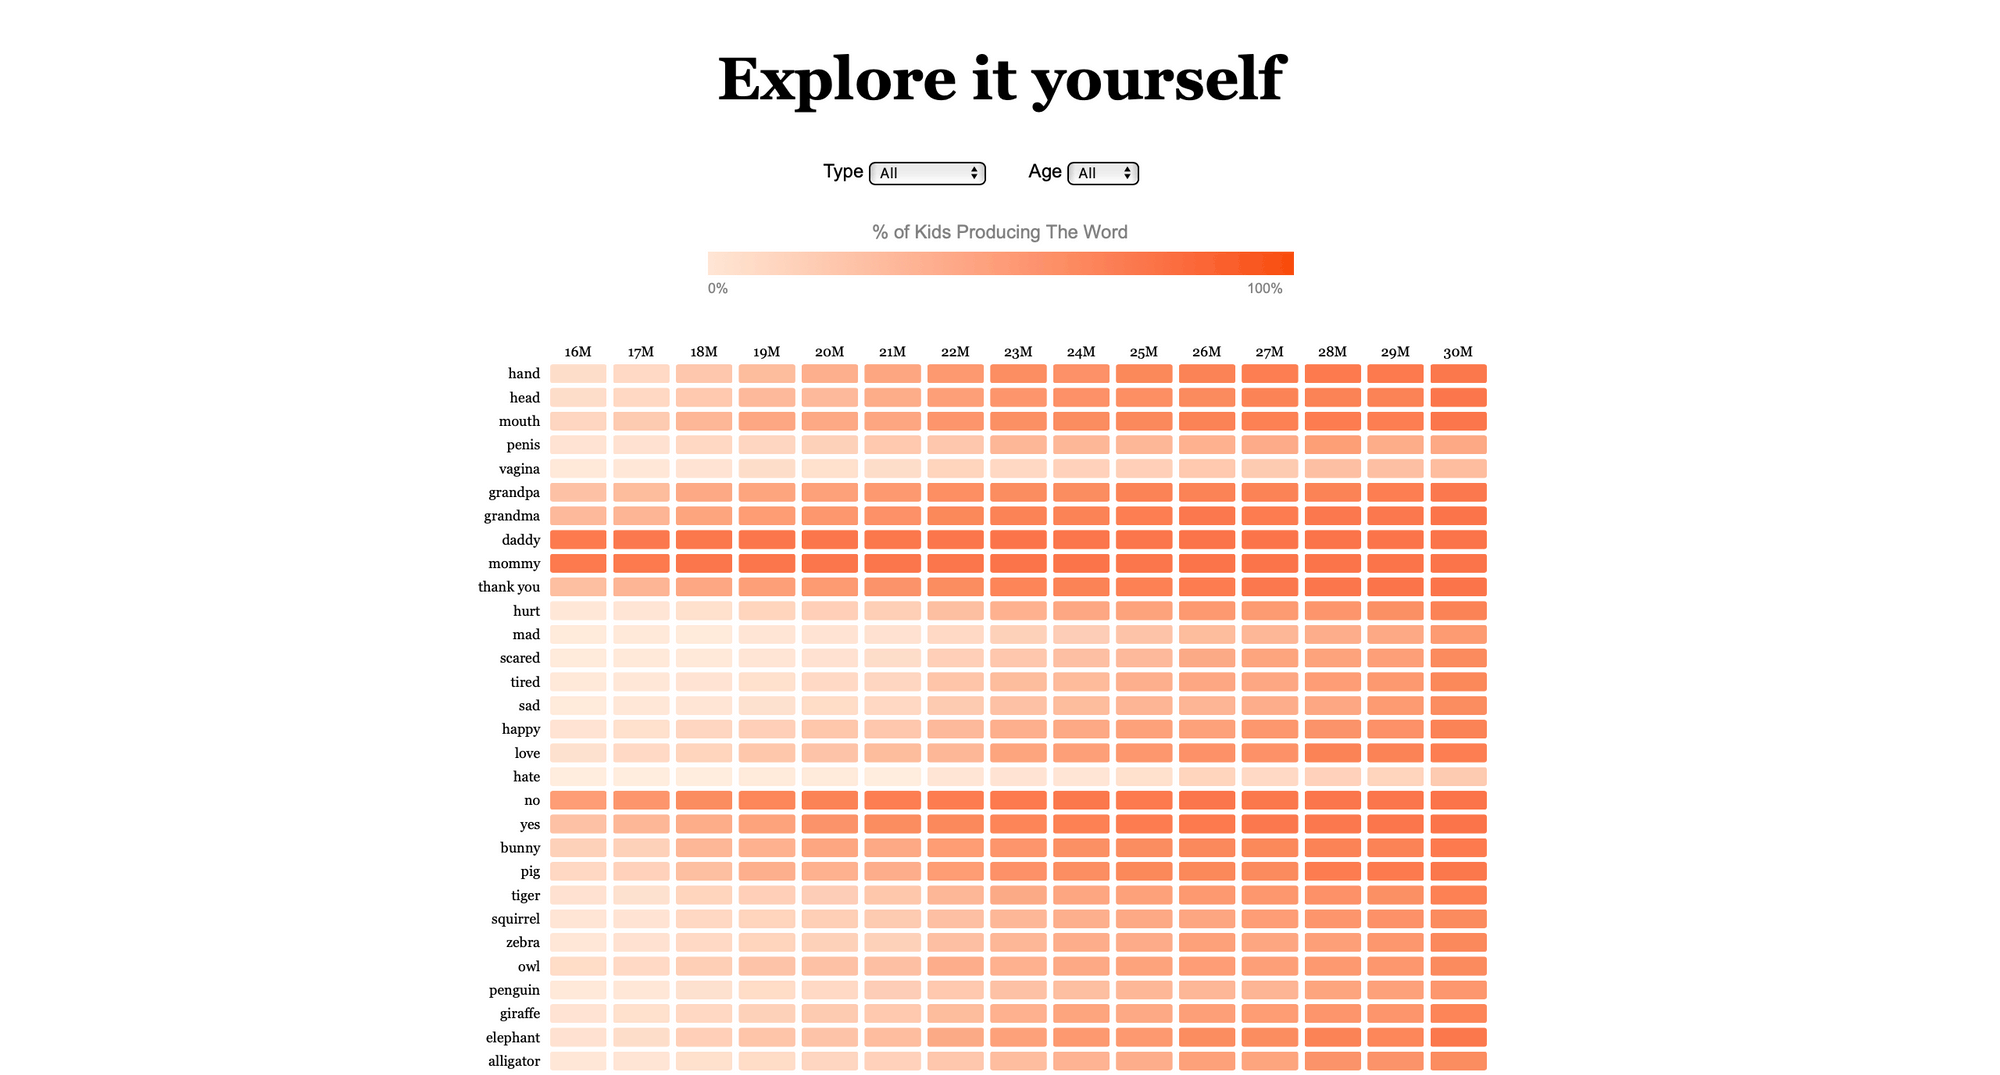 Explore it yourself
Type All Age All
% of Kids Producing The Word
0% 100%
16M 17M 18M 19M 20M 21M 22M 23M 24M 25M 26M 27M 28M 29M 30M
hand
head
mouth
penis
vagina
grandpa
grandma
daddy
mommy
thank you
hurt
mad
scared
tired
sad
happy
love
hate
no
yes
bunny
pig
tiger
squirrel
zebra
owl
penguin
giraffe
elephant
alligator